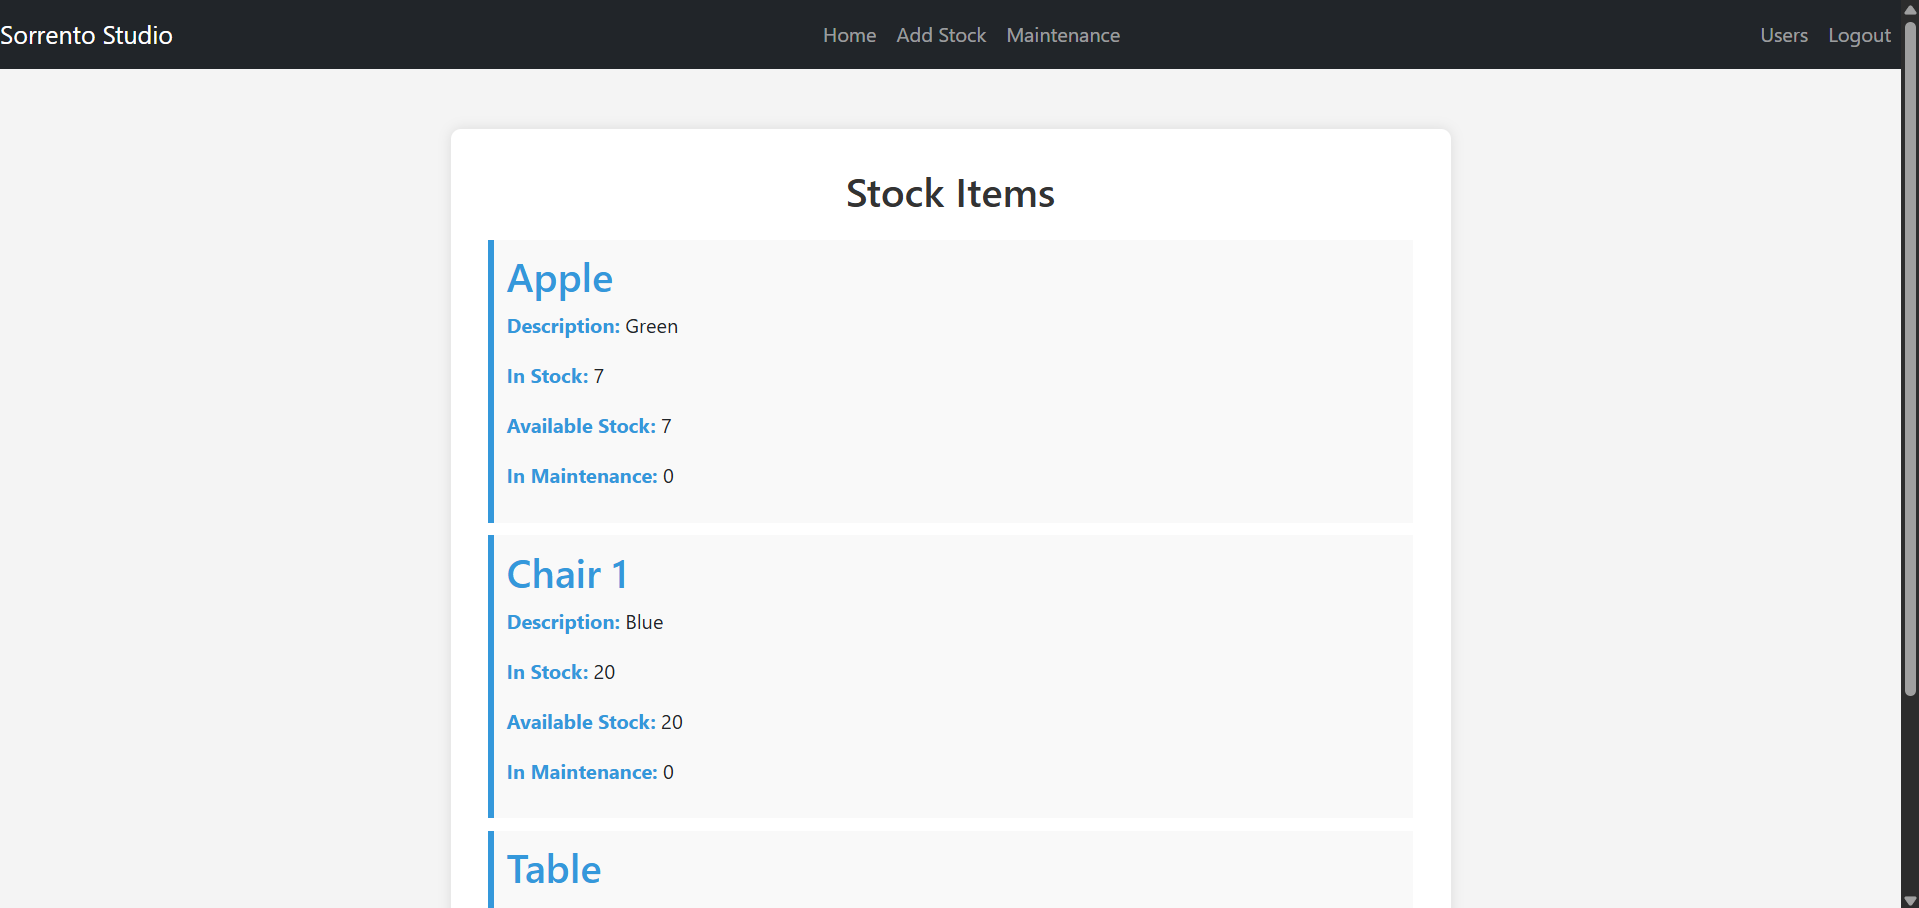 Sorrento Studio
Home Add Stock Maintenance
Users Logout
Stock Items
Apple
Description: Green
In Stock: 7
Available Stock: 7
In Maintenance: 0
Chair 1
Description: Blue
In Stock: 20
Available Stock: 20
In Maintenance: 0
Table